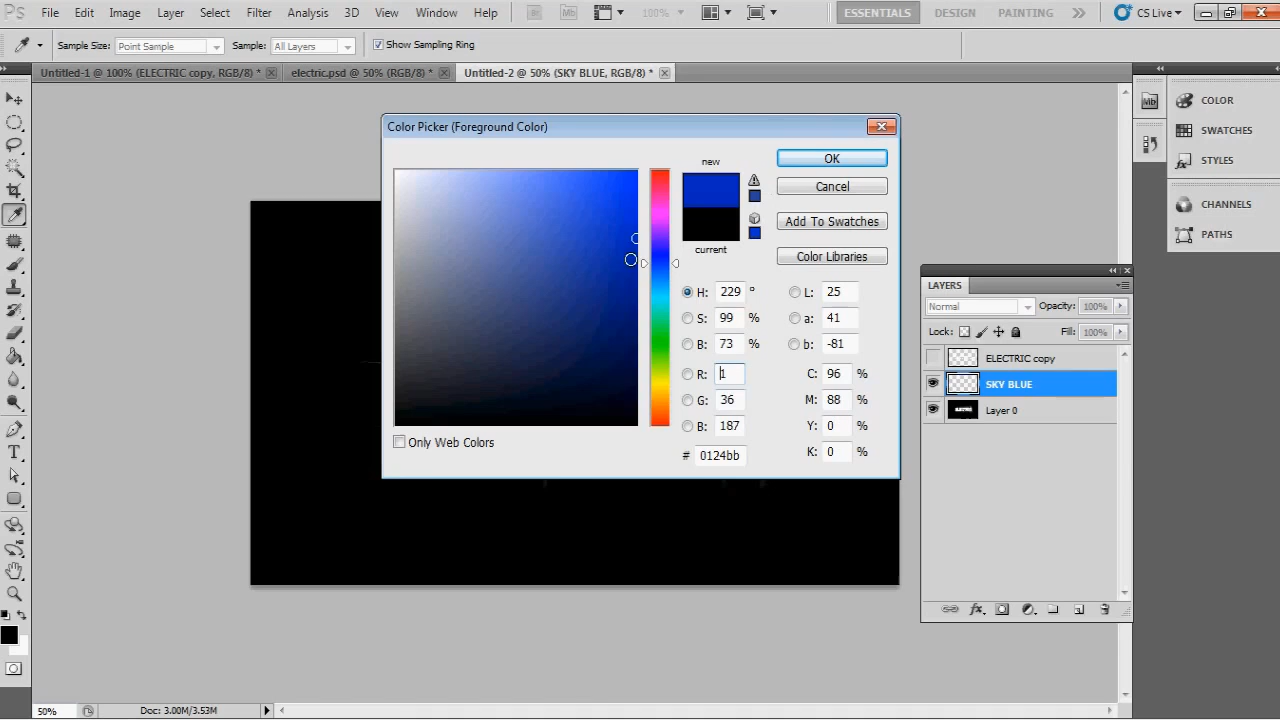 Ps File Edit Image Layer Select Filter Analysis 3D View Window Help Br Mb 100% ESSENTIALS DESIGN PAINTING CS Live
Sample Size: Point Sample Sample: All Layers Show Sampling Ring
Untitled-1 @ 100% (ELECTRIC copy, RGB/8) * electric.psd @ 50% (RGB/8) * Untitled-2 @ 50% (SKY BLUE, RGB/8) *
Mb COLOR
SWATCHES
STYLES
CHANNELS
PATHS
Color Picker (Foreground Color)
new
current
OK
Cancel
Add To Swatches
Color Libraries
H: 229 ° L: 25
S: 99 % a: 41
B: 73 % b: -81
R: 1 C: 96 %
G: 36 M: 88 %
B: 187 Y: 0 %
# 0124bb K: 0 %
Only Web Colors
LAYERS
Normal Opacity: 100%
Lock: Fill: 100%
ELECTRIC copy
SKY BLUE
Layer 0
fx
T
50% Doc: 3.00M/3.53M